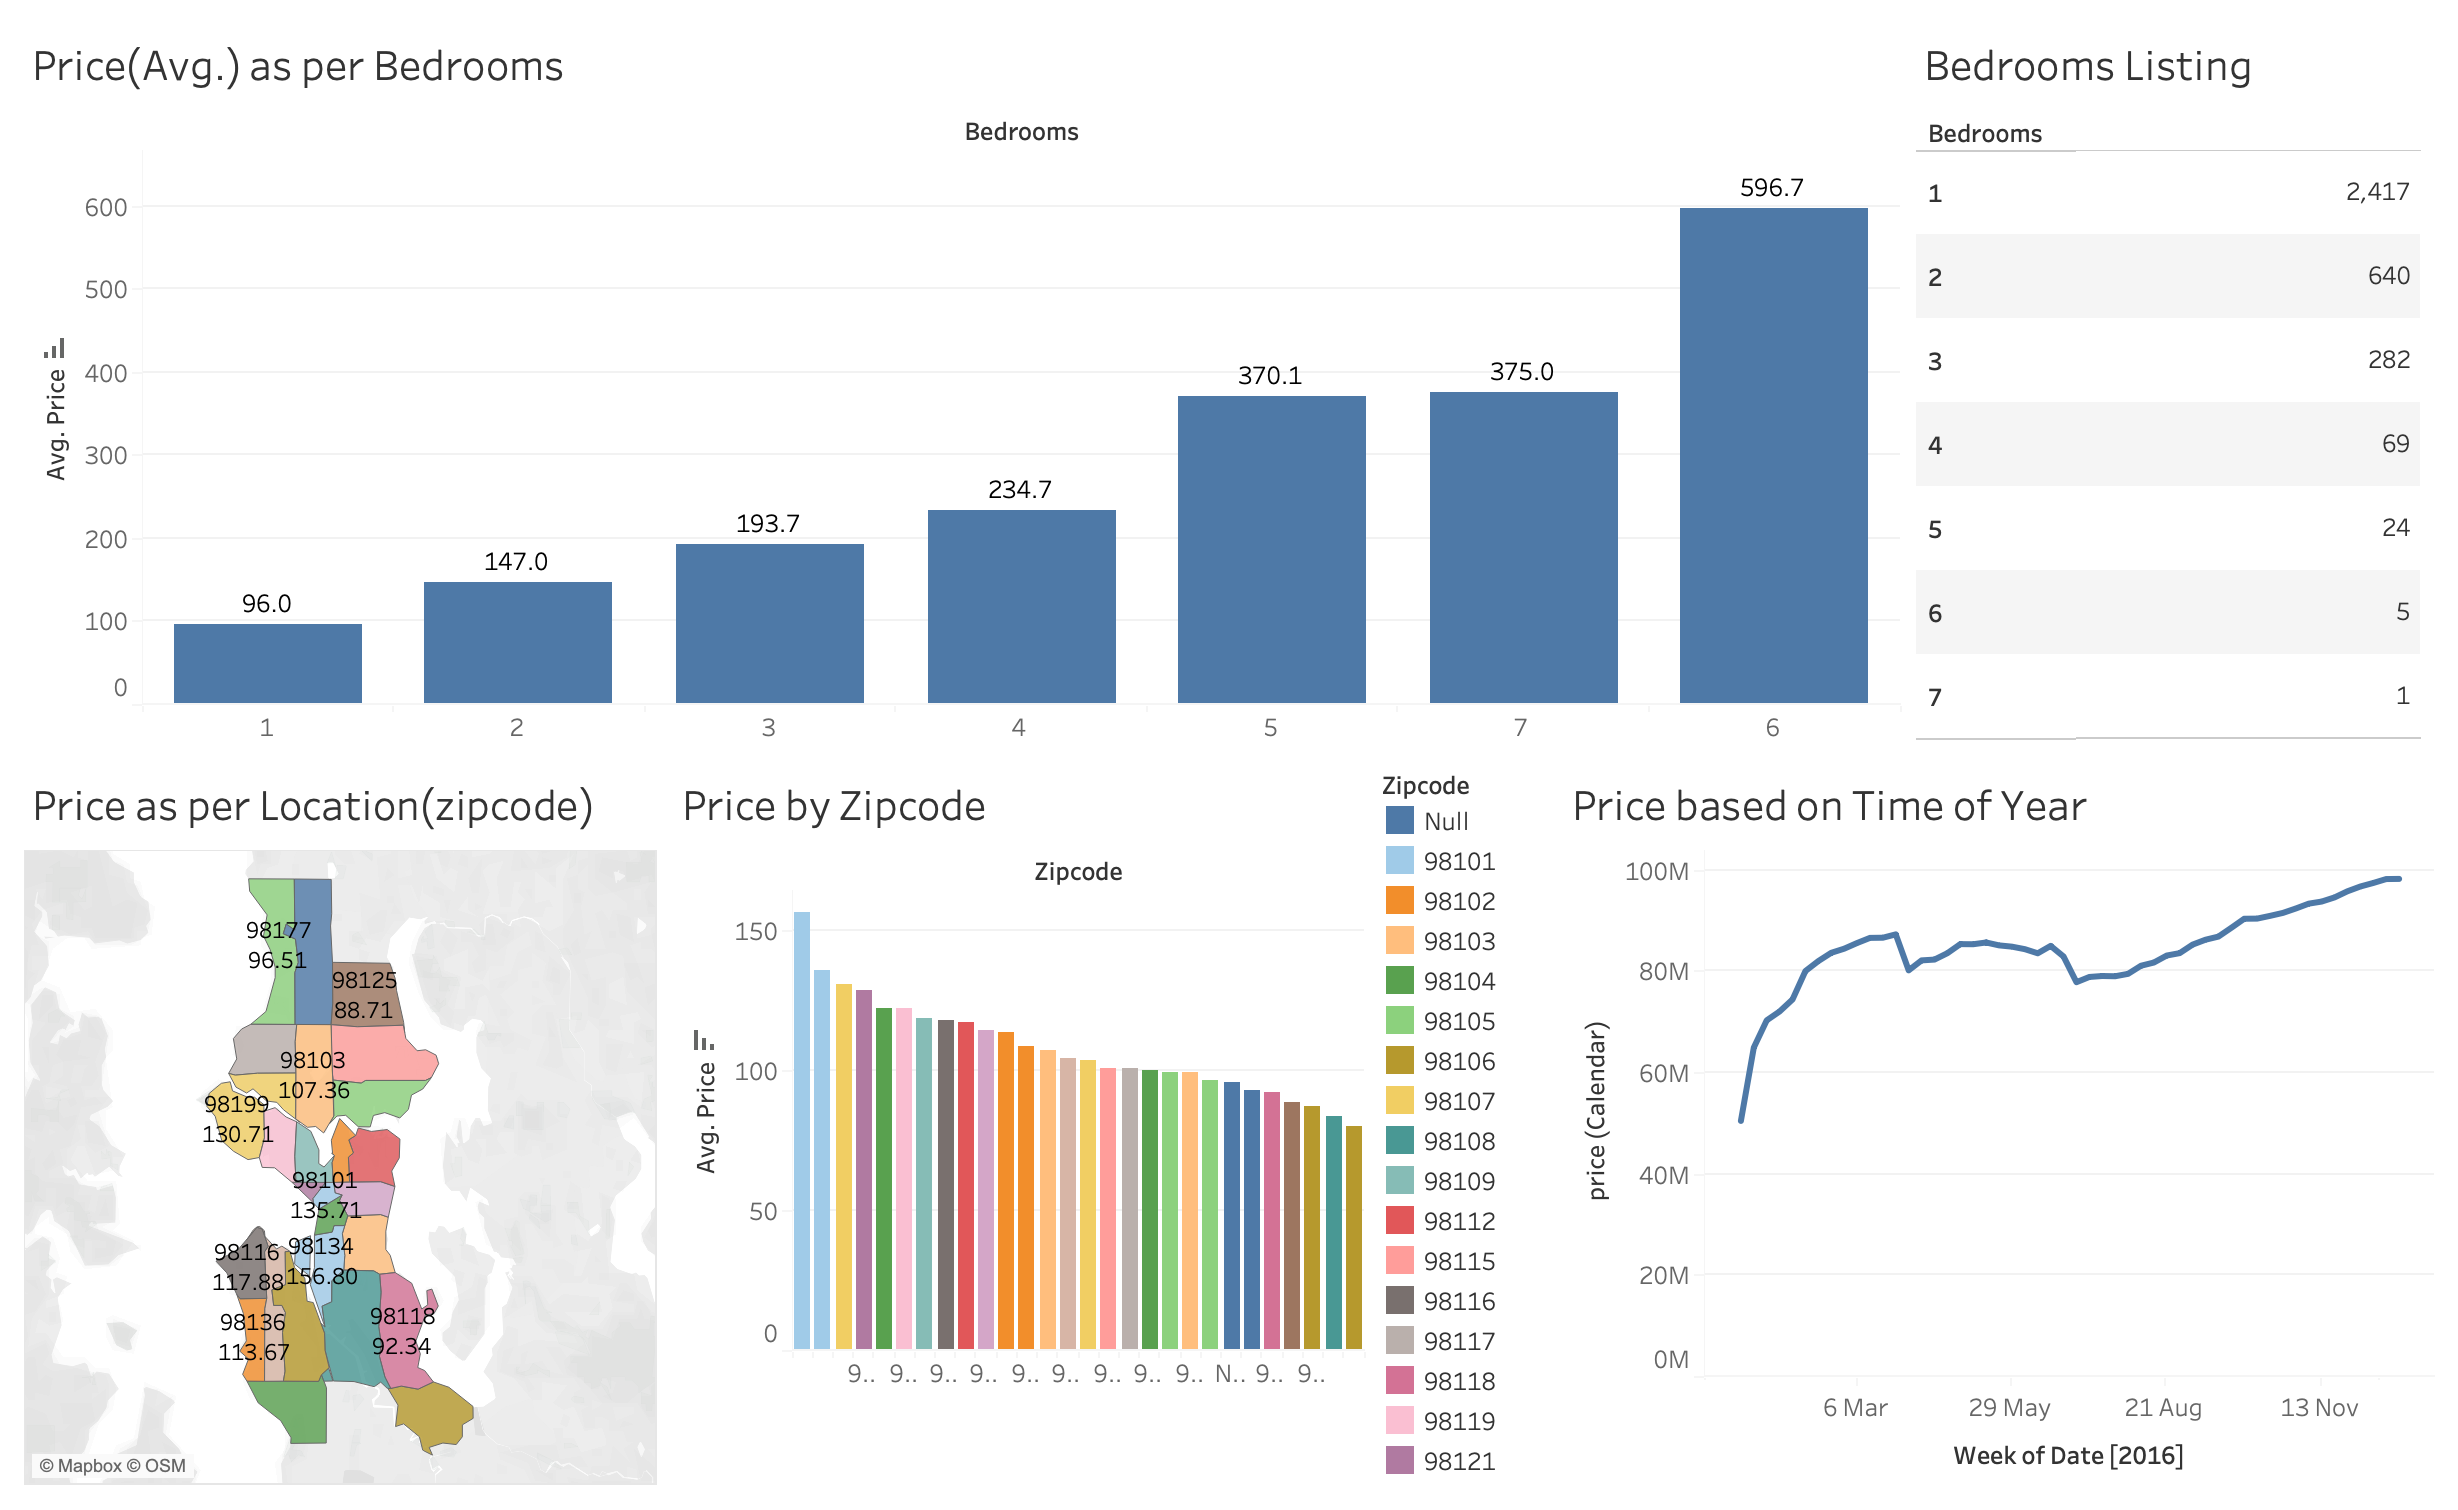 Price(Avg.) as per Bedrooms
Bedrooms
Avg. Price
600
500
400
300
200
100
0
96.0
147.0
193.7
234.7
370.1
375.0
596.7
1
2
3
4
5
7
6
Bedrooms Listing
Bedrooms
1 2,417
2 640
3 282
4 69
5 24
6 5
7 1
Price as per Location(zipcode)
98177
96.51
98125
88.71
98103
107.36
98199
130.71
98101
135.71
98116
117.88
98134
156.80
98136
113.67
98118
92.34
© Mapbox © OSM
Price by Zipcode
Zipcode
Avg. Price
150
100
50
0
9.. 9.. 9.. 9.. 9.. 9.. 9.. 9.. 9.. N.. 9.. 9..
Zipcode
Null
98101
98102
98103
98104
98105
98106
98107
98108
98109
98112
98115
98116
98117
98118
98119
98121
Price based on Time of Year
price (Calendar)
100M
80M
60M
40M
20M
0M
6 Mar
29 May
21 Aug
13 Nov
Week of Date [2016]